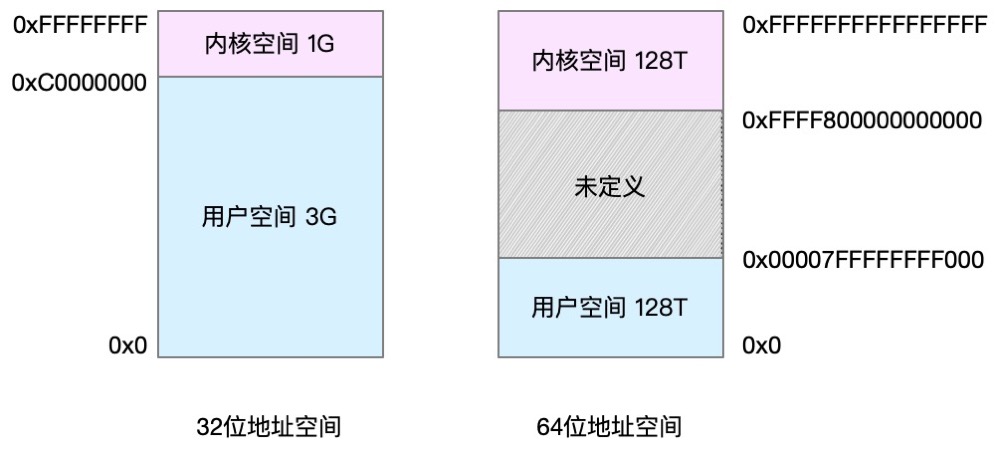 0xFFFFFFFF
内核空间 1G
0xC0000000
用户空间 3G
0x0
32位地址空间
内核空间 128T
0xFFFFFFFFFFFFFFFF
0xFFFF800000000000
未定义
0x00007FFFFFFFF000
用户空间 128T
0x0
64位地址空间